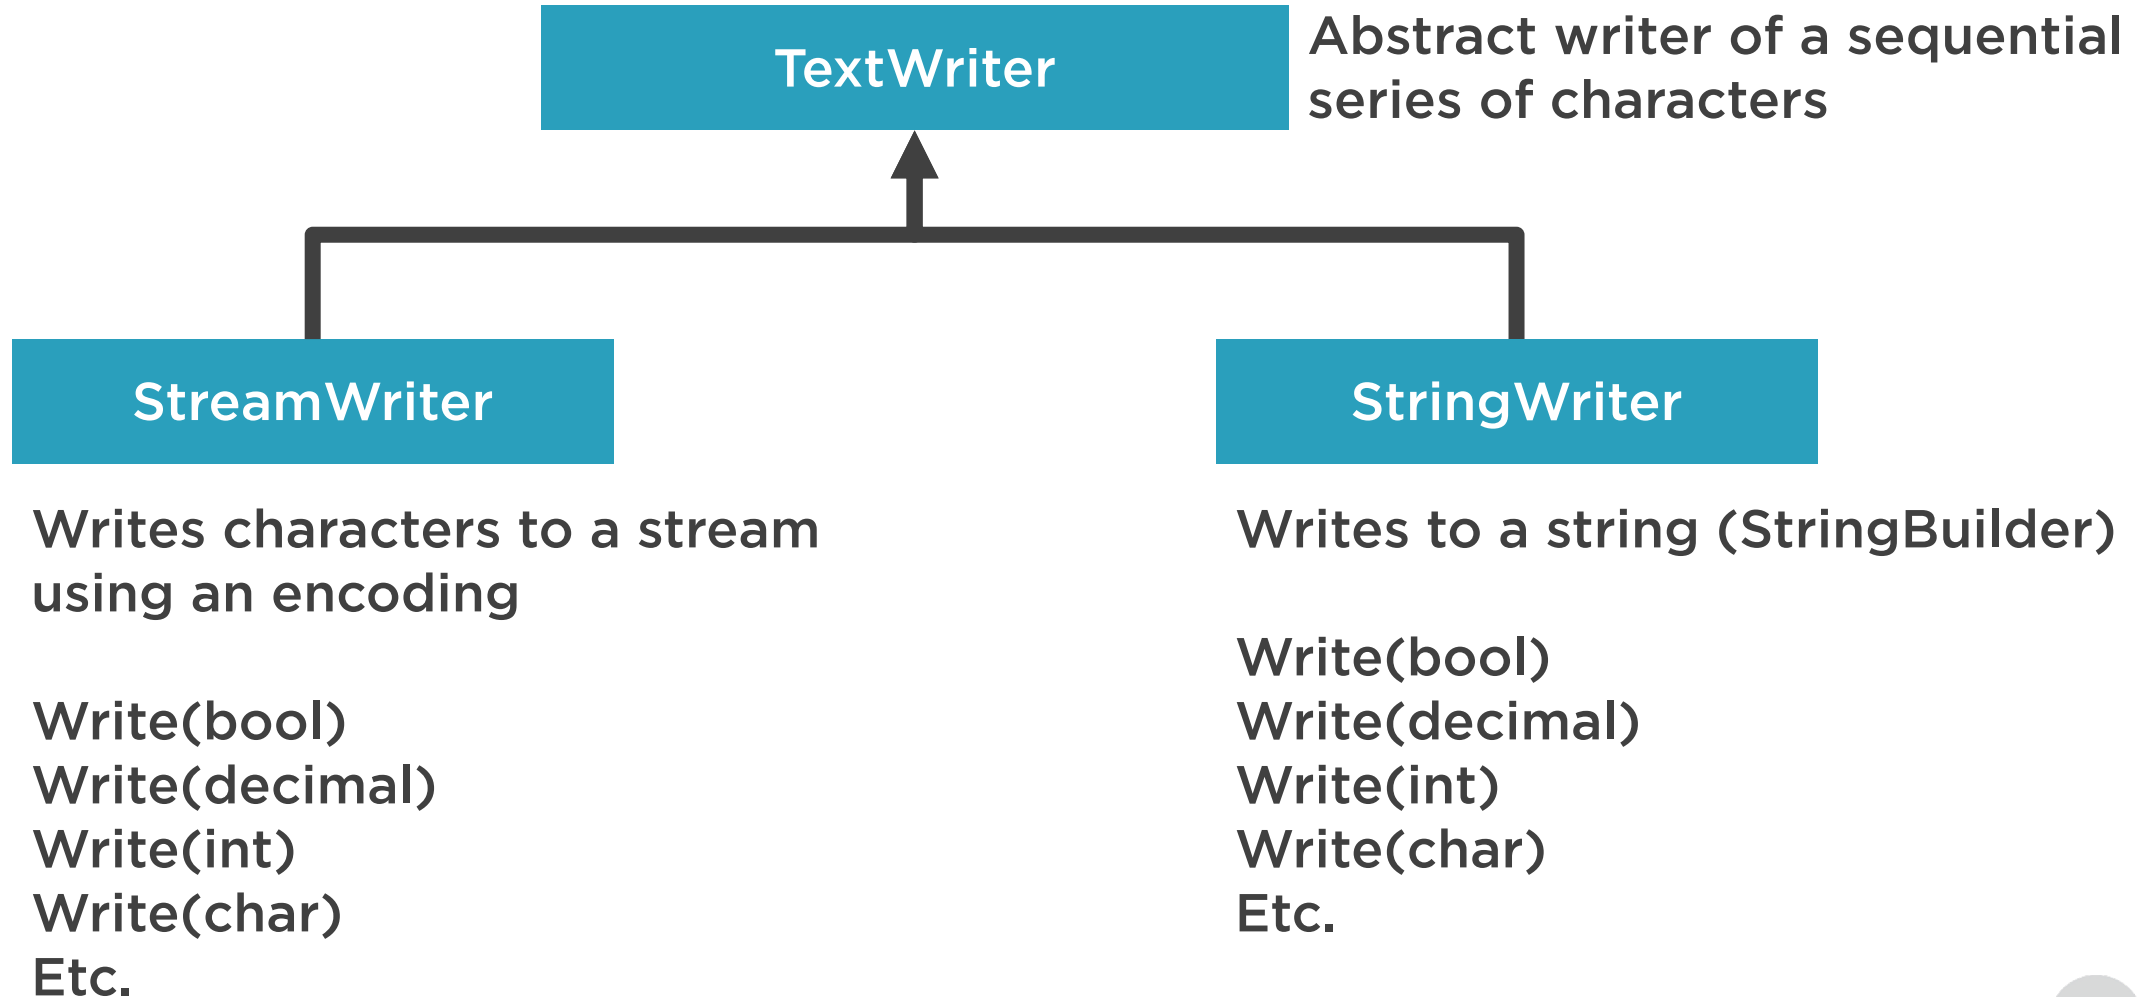 TextWriter
Abstract writer of a sequential
series of characters
StreamWriter
Writes characters to a stream
using an encoding
Write(bool)
Write(decimal)
Write(int)
Write(char)
Etc.
StringWriter
Writes to a string (StringBuilder)
Write(bool)
Write(decimal)
Write(int)
Write(char)
Etc.